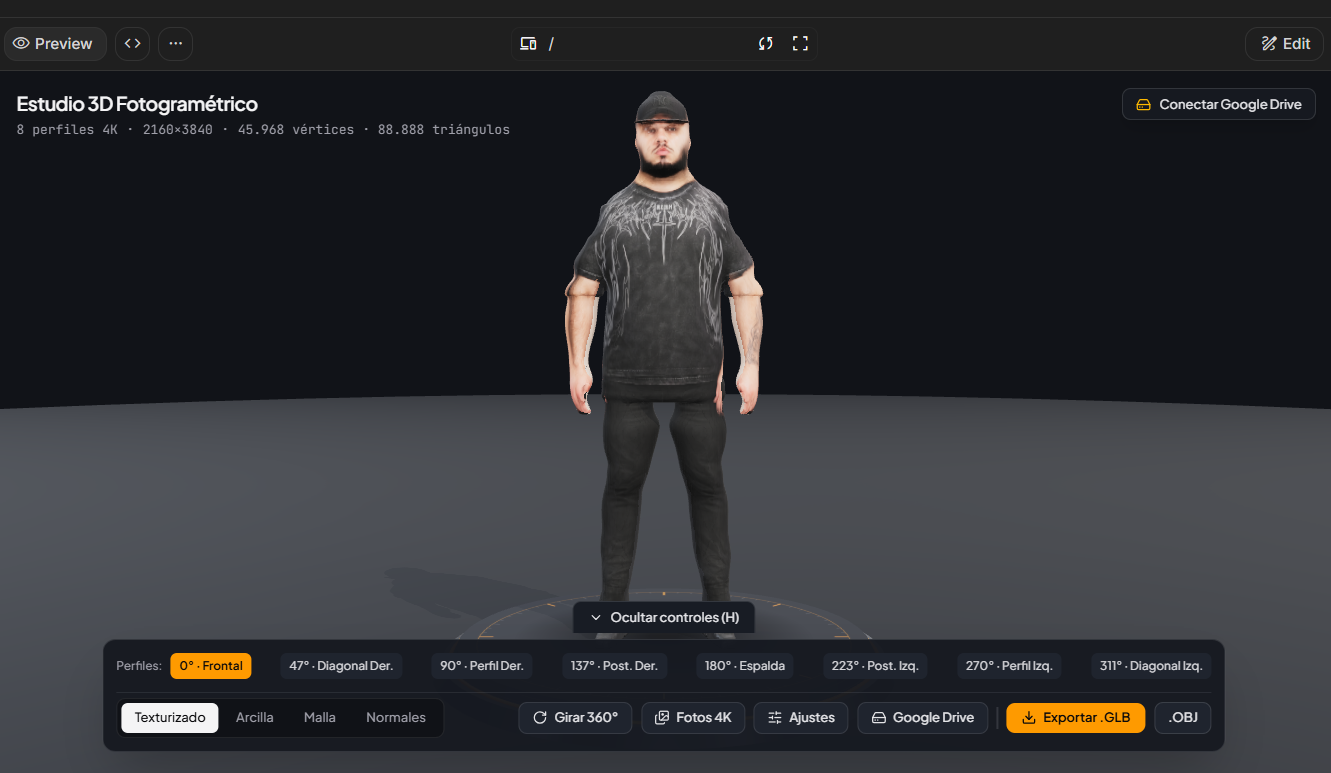 Preview
/
Edit
Estudio 3D Fotogramétrico
8 perfiles 4K · 2160×3840 · 45.968 vértices · 88.888 triángulos
Conectar Google Drive
Ocultar controles (H)
Perfiles: 0° · Frontal 47° · Diagonal Der. 90° · Perfil Der. 137° · Post. Der. 180° · Espalda 223° · Post. Izq. 270° · Perfil Izq. 311° · Diagonal Izq.
Texturizado Arcilla Malla Normales Girar 360° Fotos 4K Ajustes Google Drive Exportar .GLB .OBJ